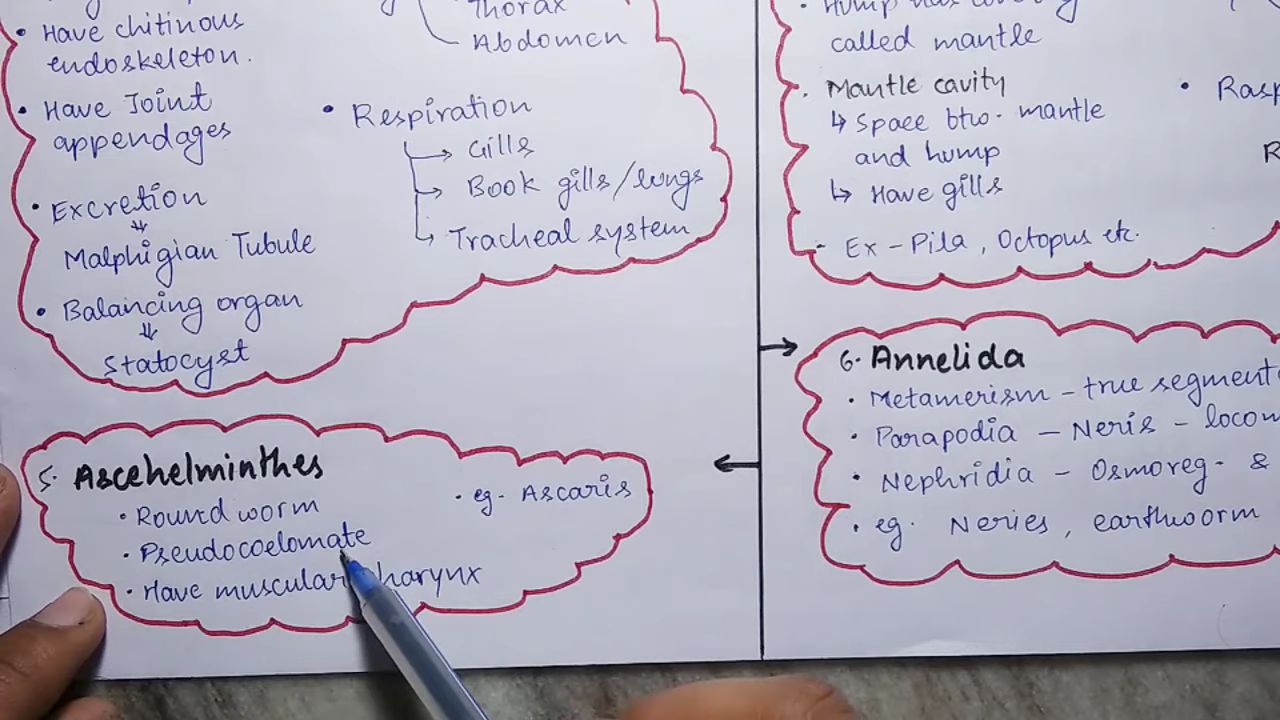 • Have chitinous
endoskeleton.
• Have Joint
appendages
• Excretion
⇓
Malphigian Tubule
• Balancing organ
⇓
Statocyst
Thorax
Abdomen
• Respiration
→ Gills
→ Book gills/lungs
→ Tracheal system
called mantle
• Mantle cavity
↳ Space btw. mantle
and hump
↳ Have gills
- Ex - Pila, Octopus etc.
5. Ascehelminthes
• Round worm
• Pseudocoelomate
• Have muscular
• eg. Ascaris
6. Annelida
• Metamerism - true
• Parapodia - Neris -
• Nephridia - Osmoreg. &
• eg. Neries, earthworm